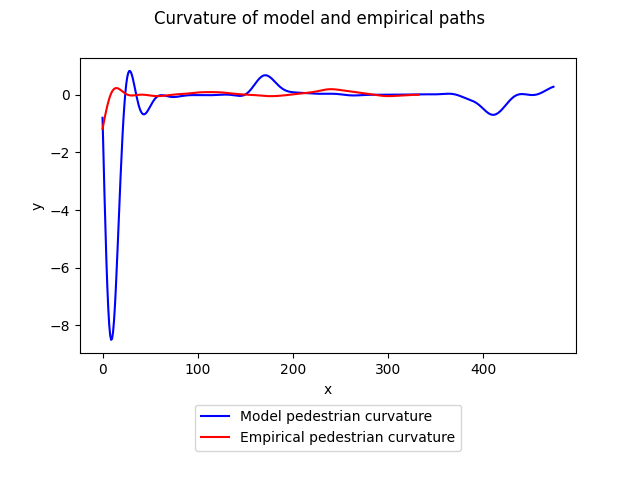 Curvature of model and empirical paths
0
−2
−4
−6
−8
y
0 100 200 300 400
x
Model pedestrian curvature
Empirical pedestrian curvature